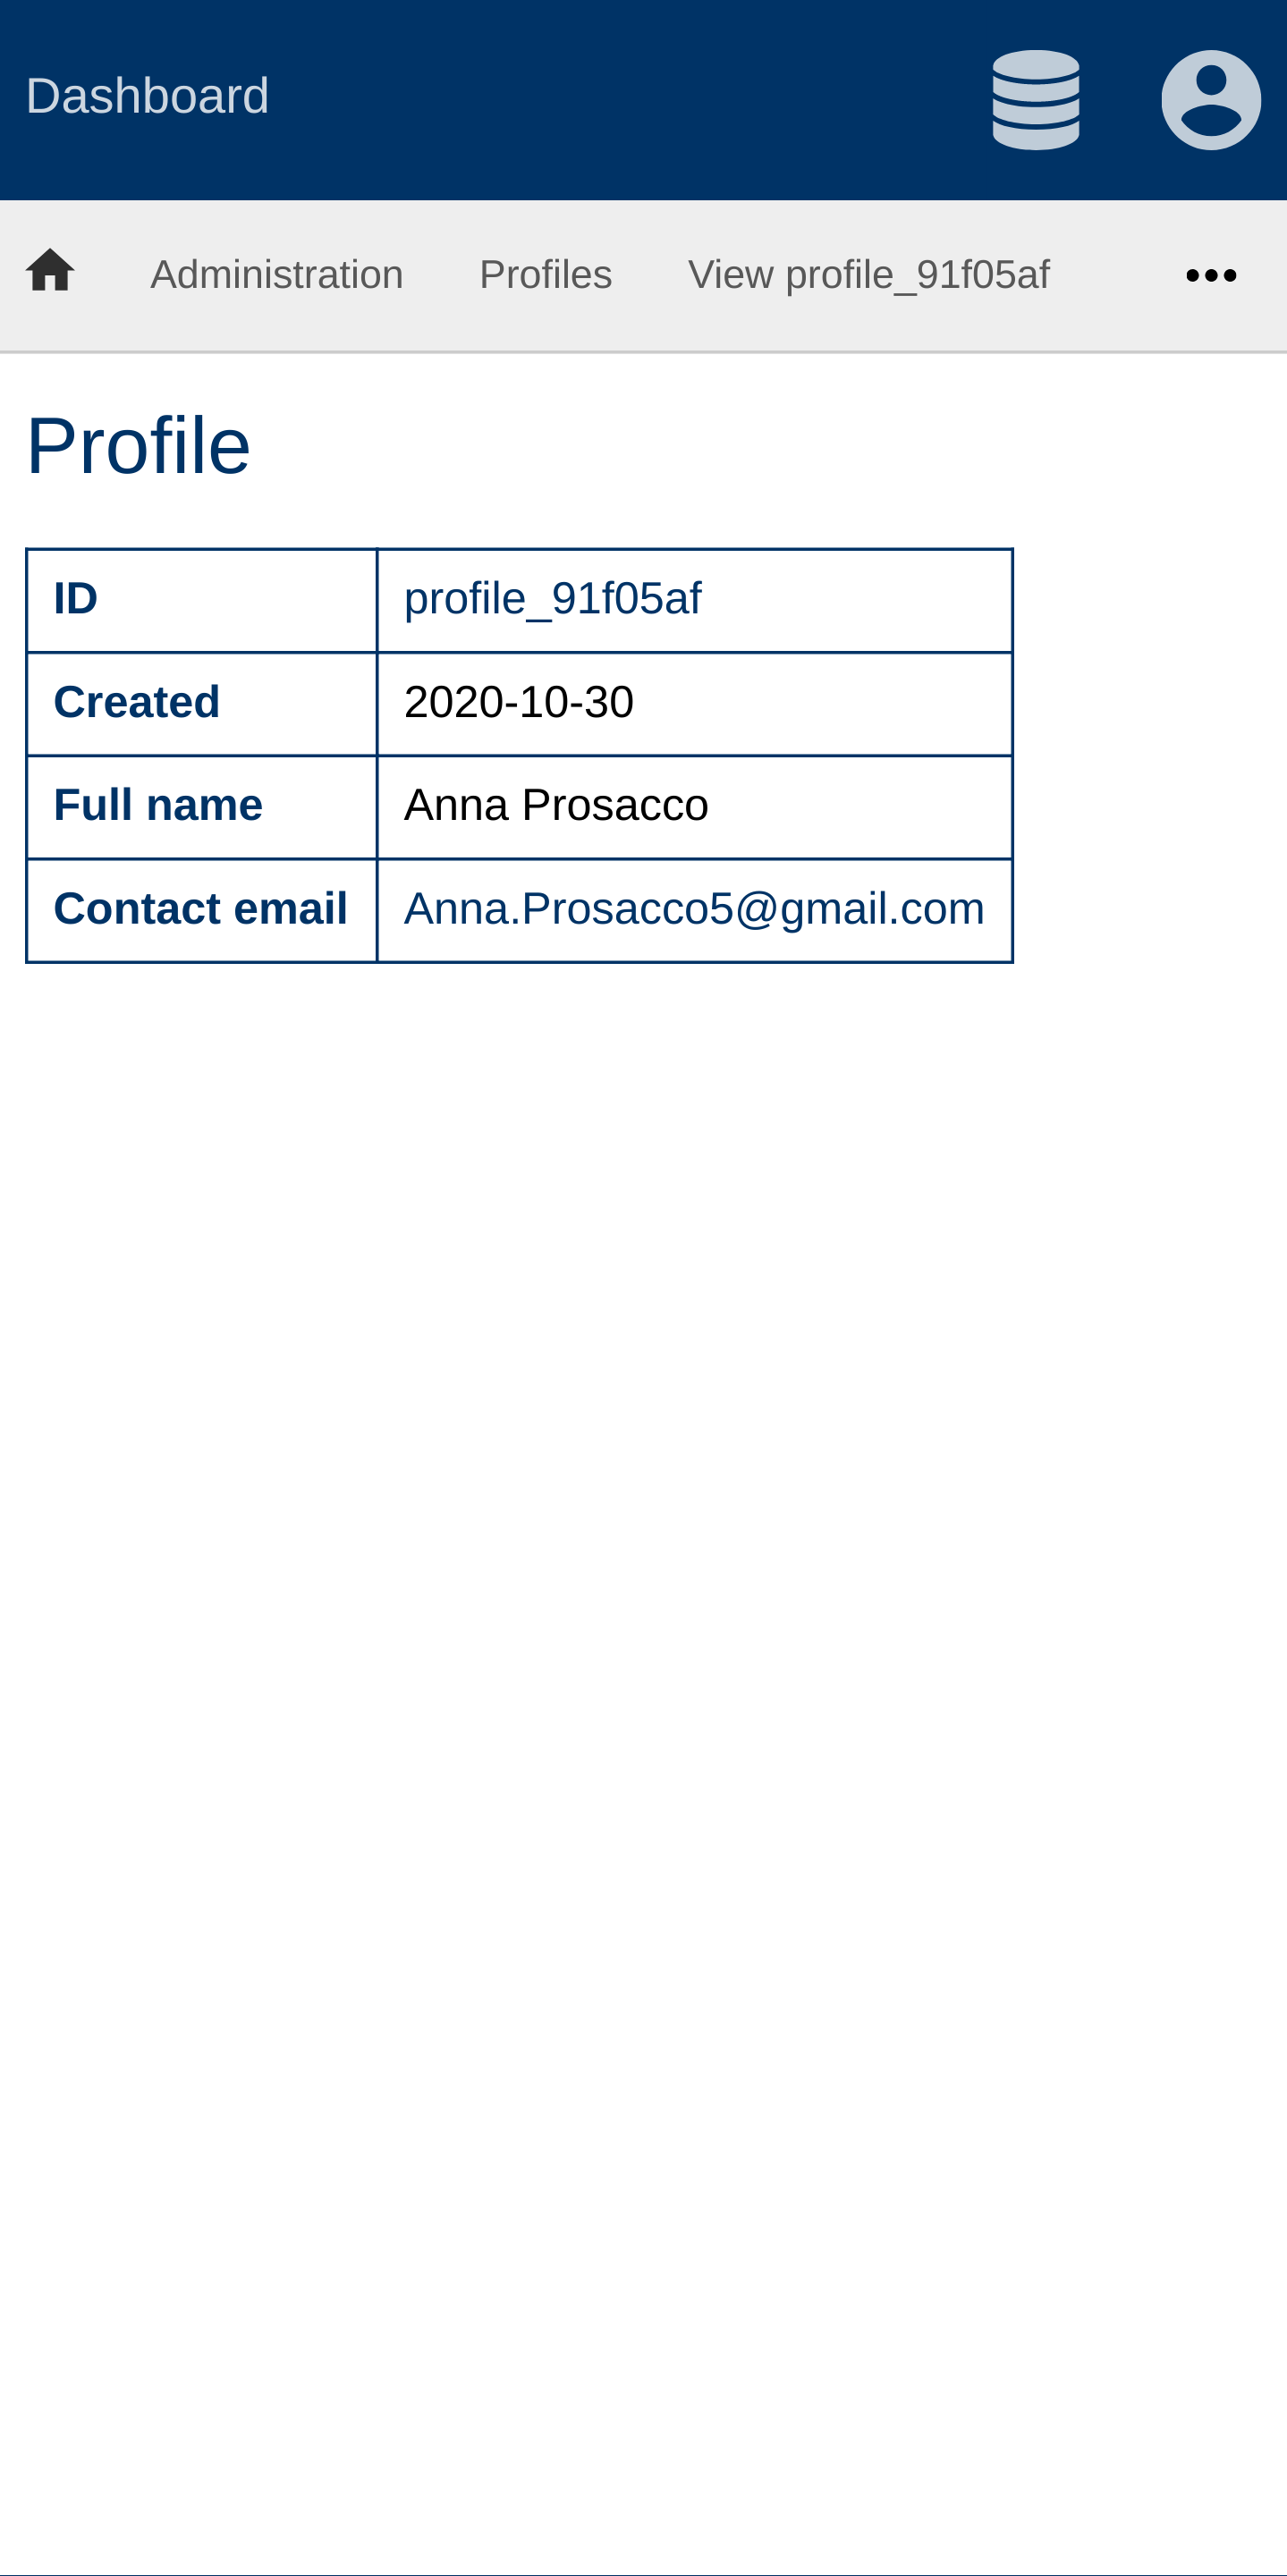 Dashboard
Administration Profiles View profile_91f05af
Profile
ID profile_91f05af
Created 2020-10-30
Full name Anna Prosacco
Contact email Anna.Prosacco5@gmail.com